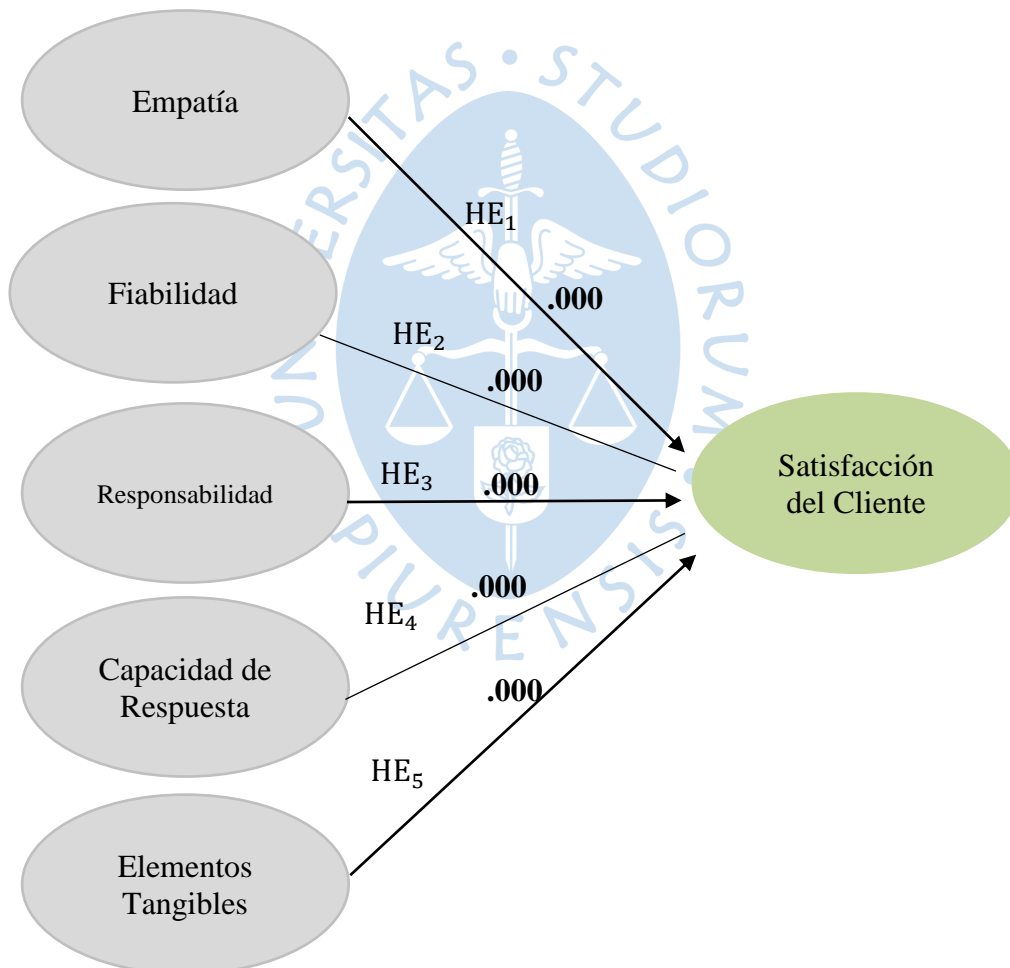 Empatía
HE₁
.000
Fiabilidad
HE₂
.000
Responsabilidad
HE₃
.000
Satisfacción
del Cliente
Capacidad de
Respuesta
HE₄
.000
Elementos
Tangibles
HE₅
.000
UNIVERSITAS • STUDIORUM • PIURENSIS